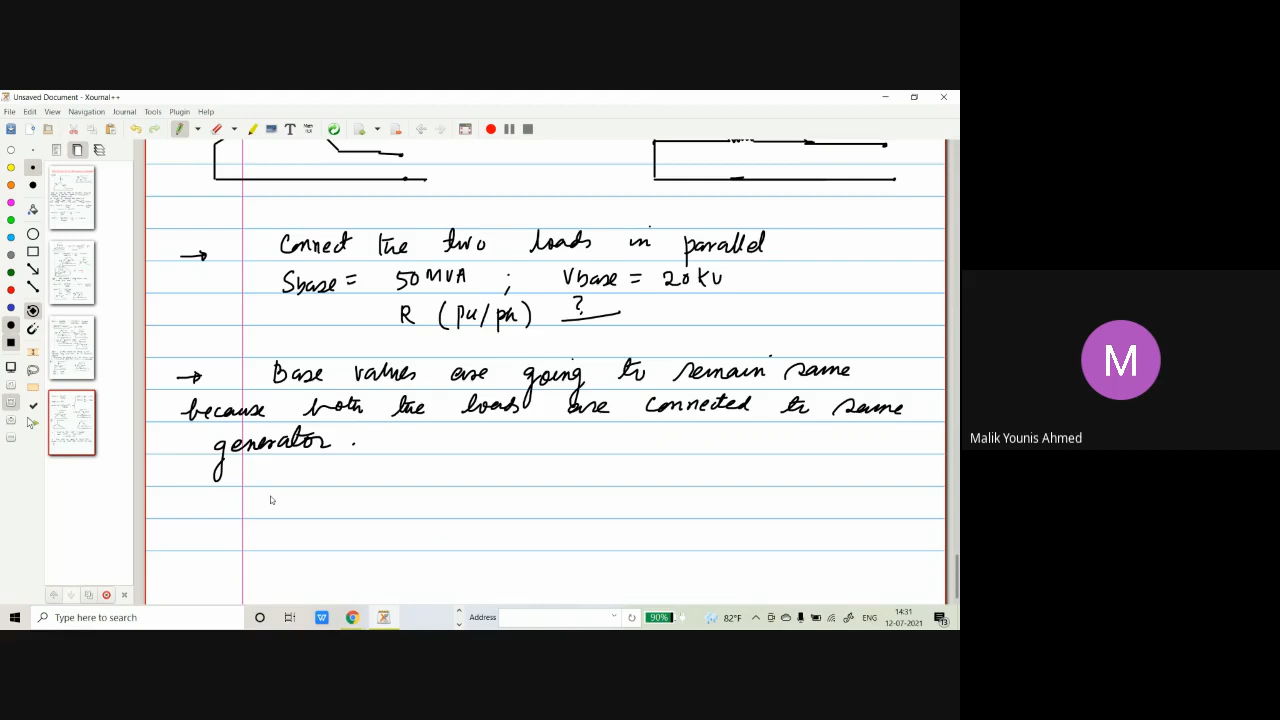 Unsaved Document - Xournal++
File Edit View Navigation Journal Tools Plugin Help
→ Connect the two loads in parallel
Sbase = 50 MVA ; Vbase = 20 KV
R (pu/ph) ?
→ Base values are going to remain same
because both the loads are connected to same
generator.
M
Malik Younis Ahmed
Type here to search
Address
90%
82°F
ENG
14:31
12-07-2021